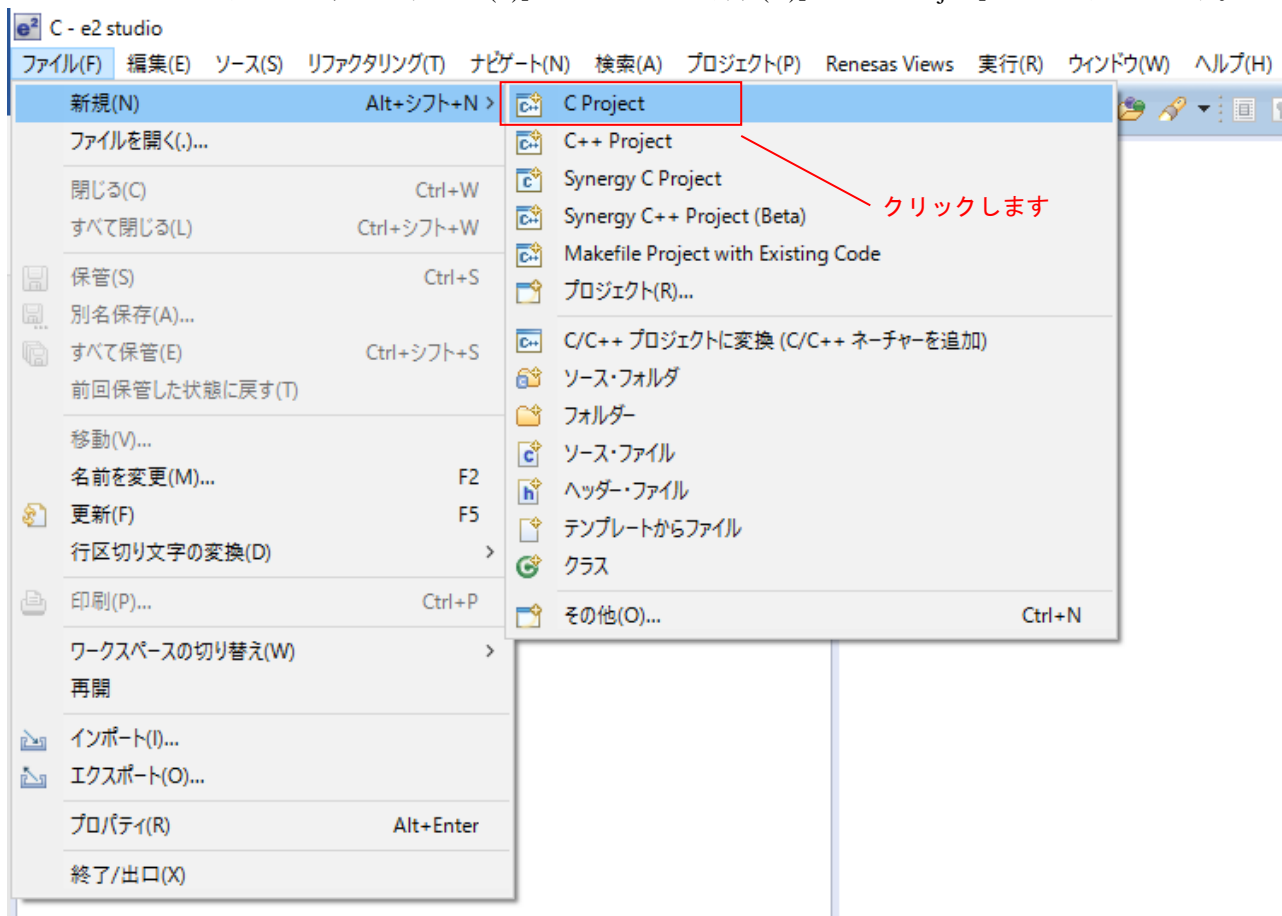 C - e2 studio
ファイル(F) 編集(E) ソース(S) リファクタリング(T) ナビゲート(N) 検索(A) プロジェクト(P) Renesas Views 実行(R) ウィンドウ(W) ヘルプ(H)
新規(N) Alt+シフト+N >
ファイルを開く(.)...
閉じる(C) Ctrl+W
すべて閉じる(L) Ctrl+シフト+W
保管(S) Ctrl+S
別名保存(A)...
すべて保管(E) Ctrl+シフト+S
前回保管した状態に戻す(T)
移動(V)...
名前を変更(M)... F2
更新(F) F5
行区切り文字の変換(D) >
印刷(P)... Ctrl+P
ワークスペースの切り替え(W) >
再開
インポート(I)...
エクスポート(O)...
プロパティ(R) Alt+Enter
終了/出口(X)
C Project
C++ Project
Synergy C Project
Synergy C++ Project (Beta)
Makefile Project with Existing Code
プロジェクト(R)...
C/C++ プロジェクトに変換 (C/C++ ネーチャーを追加)
ソース・フォルダ
フォルダー
ソース・ファイル
ヘッダー・ファイル
テンプレートからファイル
クラス
その他(O)... Ctrl+N
クリックします